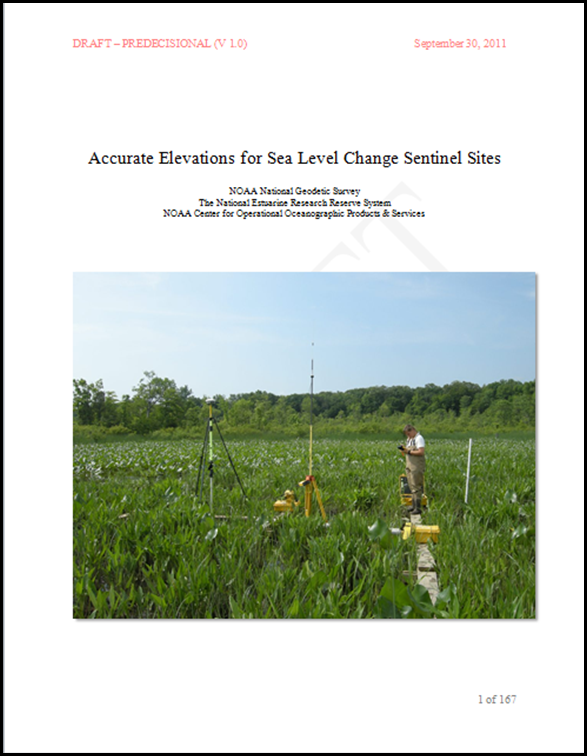 DRAFT – PREDECISIONAL (V 1.0) September 30, 2011
Accurate Elevations for Sea Level Change Sentinel Sites
NOAA National Geodetic Survey
The National Estuarine Research Reserve System
NOAA Center for Operational Oceanographic Products & Services
1 of 167